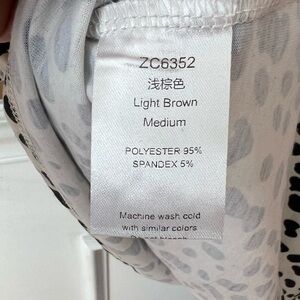 ZC6352
浅棕色
Light Brown
Medium
POLYESTER 95%
SPANDEX 5%
Machine wash cold
with similar colors